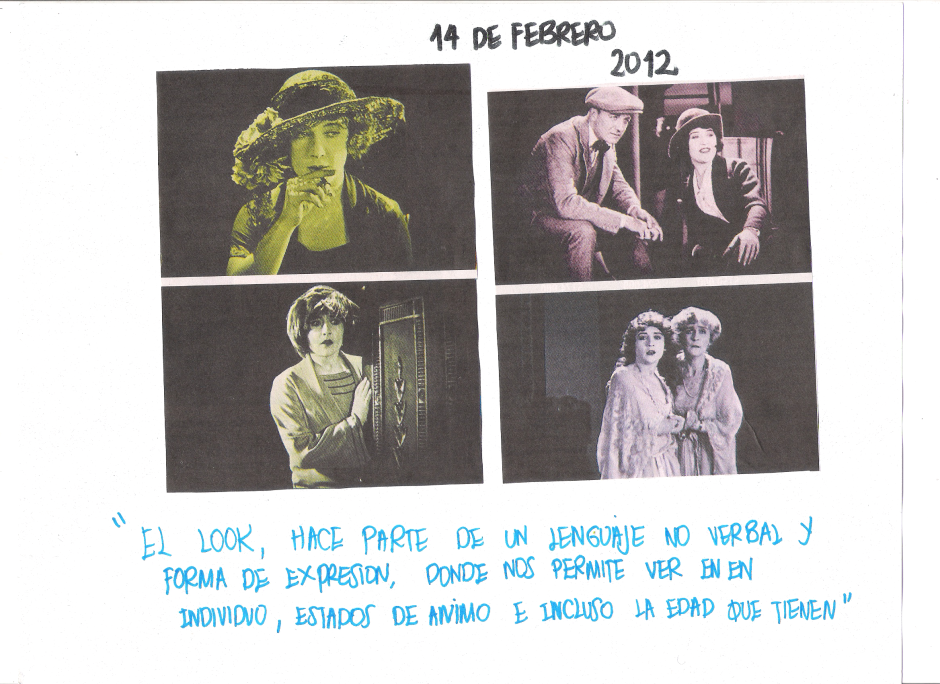 14 DE FEBRERO
2012
" EL LOOK, HACE PARTE DE UN LENGUAJE NO VERBAL Y
FORMA DE EXPRESION, DONDE NOS PERMITE VER EN EN
INDIVIDUO, ESTADOS DE ANIMO E INCLUSO LA EDAD QUE TIENEN"